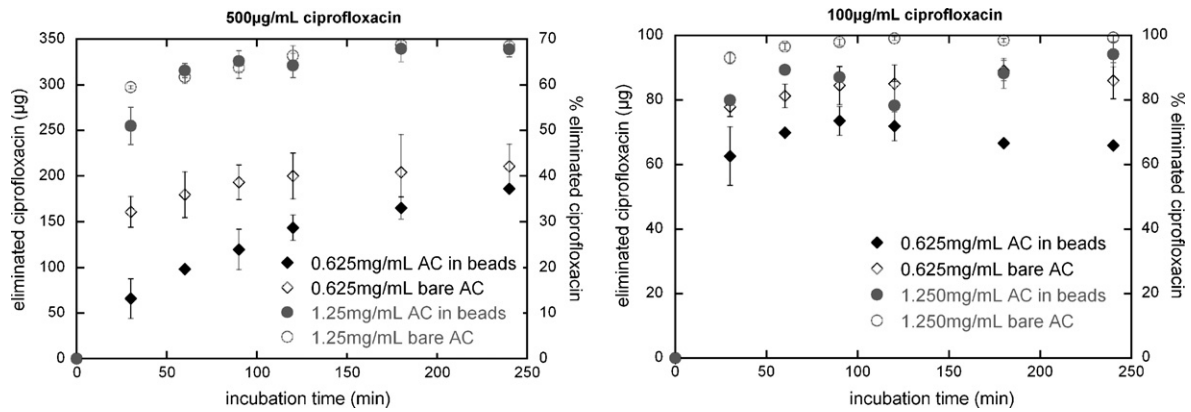 500µg/mL ciprofloxacin
eliminated ciprofloxacin (µg)
350
300
250
200
150
100
50
0
0 50 100 150 200 250
incubation time (min)
70
60
50
40
30
20
10
0
% eliminated ciprofloxacin
0.625mg/mL AC in beads
0.625mg/mL bare AC
1.25mg/mL AC in beads
1.25mg/mL bare AC
100µg/mL ciprofloxacin
eliminated ciprofloxacin (µg)
100
80
60
40
20
0
0 50 100 150 200 250
incubation time (min)
100
80
60
40
20
0
% eliminated ciprofloxacin
0.625mg/mL AC in beads
0.625mg/mL bare AC
1.250mg/mL AC in beads
1.250mg/mL bare AC